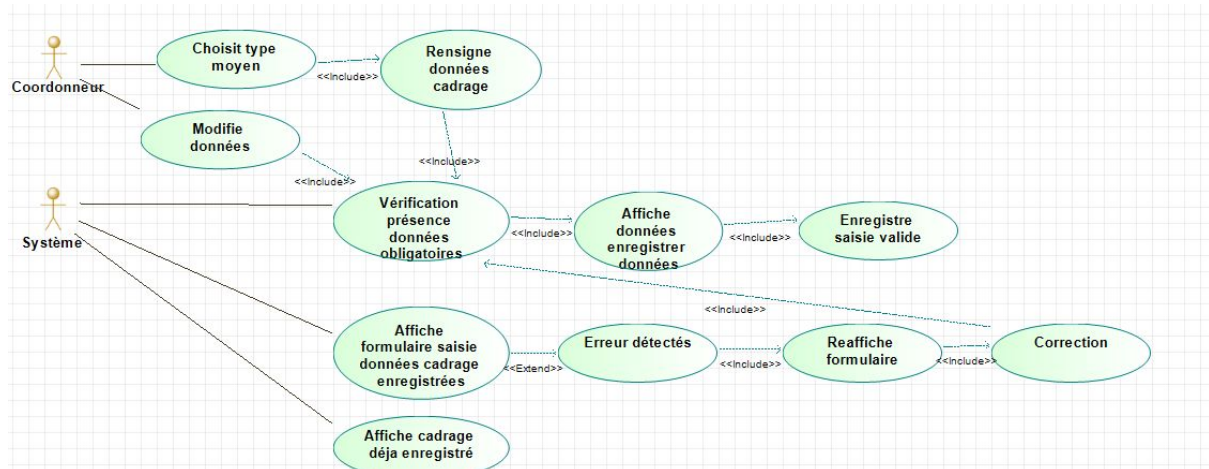 Choisit type
moyen
<<Include>>
Rensigne
données
cadrage
Coordonneur
Modifie
données
<<Include>>
<<Include>>
Système
Vérification
présence
données
obligatoires
<<Include>>
Affiche
données
enregistrer
données
<<Include>>
Enregistre
saisie valide
<<Include>>
Affiche
formulaire saisie
données cadrage
enregistrées
<<Extend>>
Erreur détectés
<<Include>>
Reaffiche
formulaire
<<Include>>
Correction
Affiche cadrage
déja enregistré